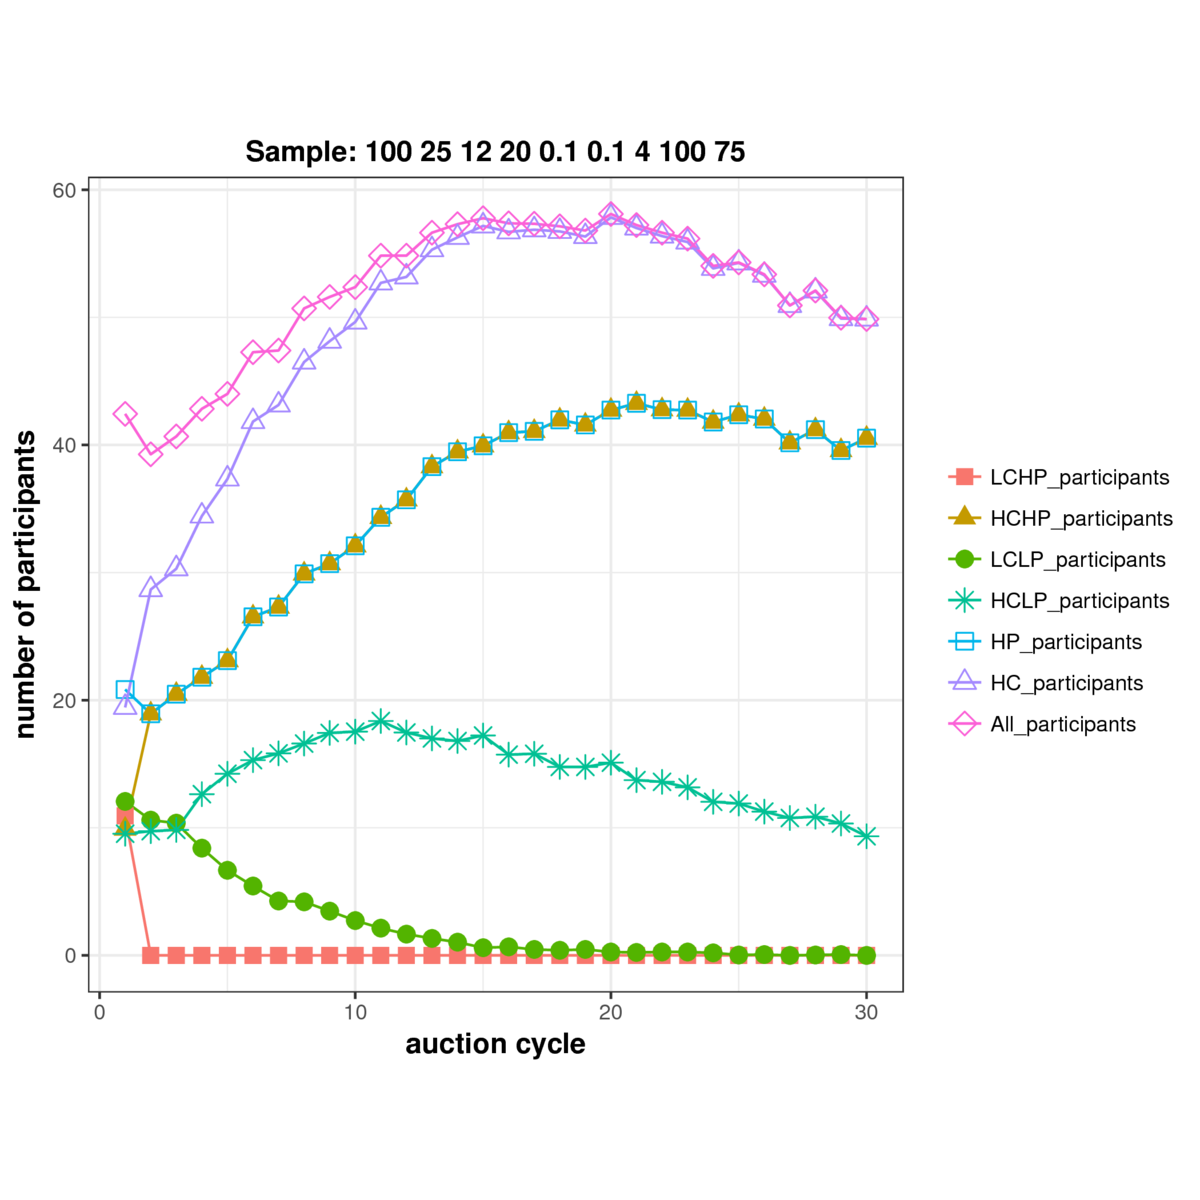 Sample: 100 25 12 20 0.1 0.1 4 100 75
60
40
20
0
0 10 20 30
number of participants
auction cycle
LCHP_participants
HCHP_participants
LCLP_participants
HCLP_participants
HP_participants
HC_participants
All_participants